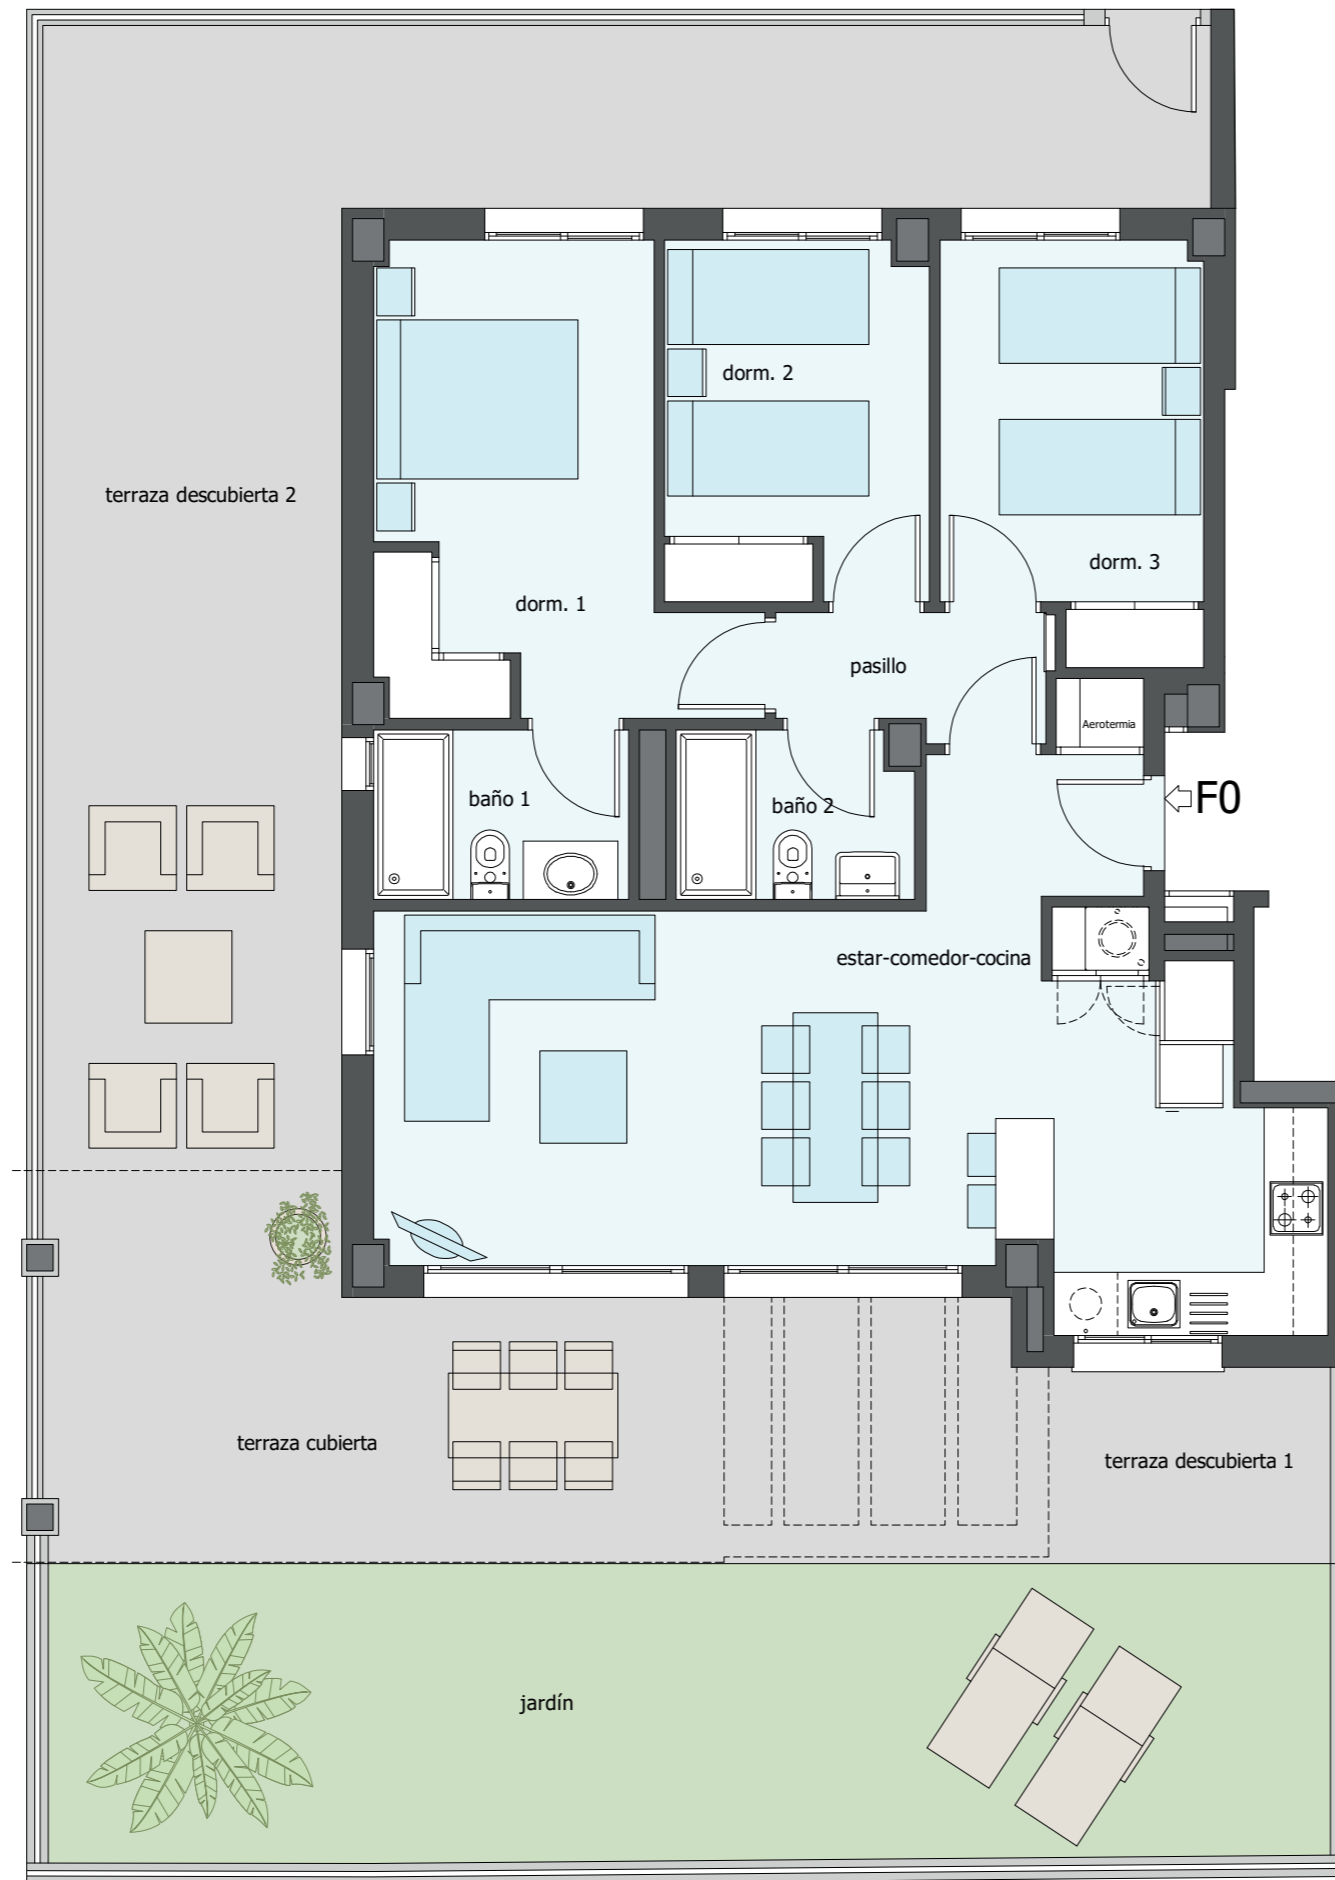 dorm. 2
terraza descubierta 2
dorm. 3
dorm. 1
pasillo
Aerotermia
baño 1
baño 2
F0
estar-comedor-cocina
terraza cubierta
terraza descubierta 1
jardín